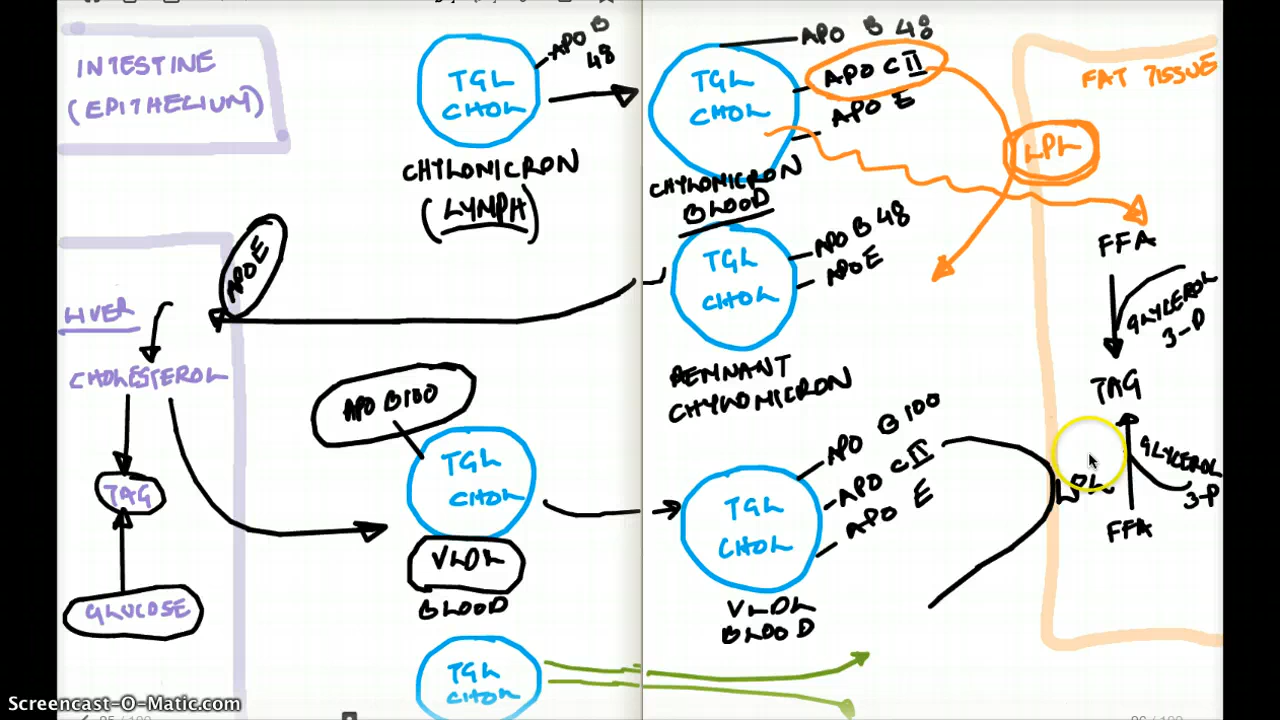 INTESTINE
(EPITHELIUM)
TGL
CHOL
APO B
48
CHYLOMICRON
(LYMPH)
TGL
CHOL
APO B 48
APO C II
APO E
CHYLOMICRON
BLOOD
FAT TISSUE
LPL
FFA
GLYCEROL
3-P
TAG
TGL
CHOL
APO B 48
APO E
REMNANT
CHYLOMICRON
APO E
LIVER
CHOLESTEROL
TAG
GLUCOSE
APO B100
TGL
CHOL
VLDL
BLOOD
TGL
CHOL
APO B 100
APO C II
APO E
VLDL
BLOOD
LPL
GLYCEROL
3-P
FFA
TGL
CHOL
Screencast-O-Matic.com